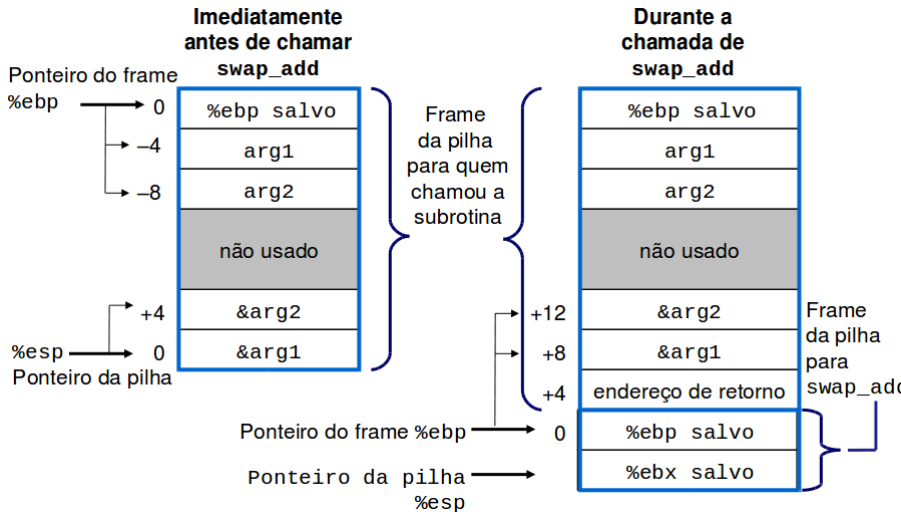 Imediatamente
antes de chamar
swap_add
Durante a
chamada de
swap_add
Ponteiro do frame
%ebp
0
–4
–8
%ebp salvo
arg1
arg2
não usado
+4
&arg2
%esp
0
&arg1
Ponteiro da pilha
Frame
da pilha
para quem
chamou a
subrotina
%ebp salvo
arg1
arg2
não usado
+12
&arg2
+8
&arg1
+4
endereço de retorno
Ponteiro do frame %ebp
0
%ebp salvo
Ponteiro da pilha
%esp
%ebx salvo
Frame
da pilha
para
swap_add